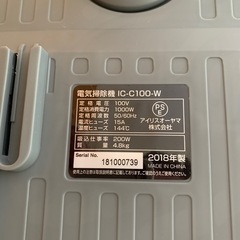 電気掃除機 IC-C100-W
定格電圧 100V
定格消費電力 1000W
定格周波数 50/60Hz
電流ヒューズ 15A
温度ヒューズ 144℃
PSE
アイリスオーヤマ
株式会社
吸込仕事率 200W
質量 4.8kg
Serial No. 181000739
2018年製
MADE IN CHINA